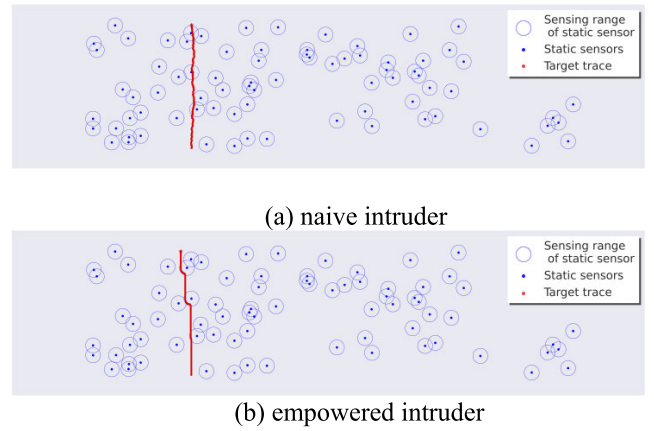 Sensing range
of static sensor
Static sensors
Target trace
(a) naive intruder
Sensing range
of static sensor
Static sensors
Target trace
(b) empowered intruder